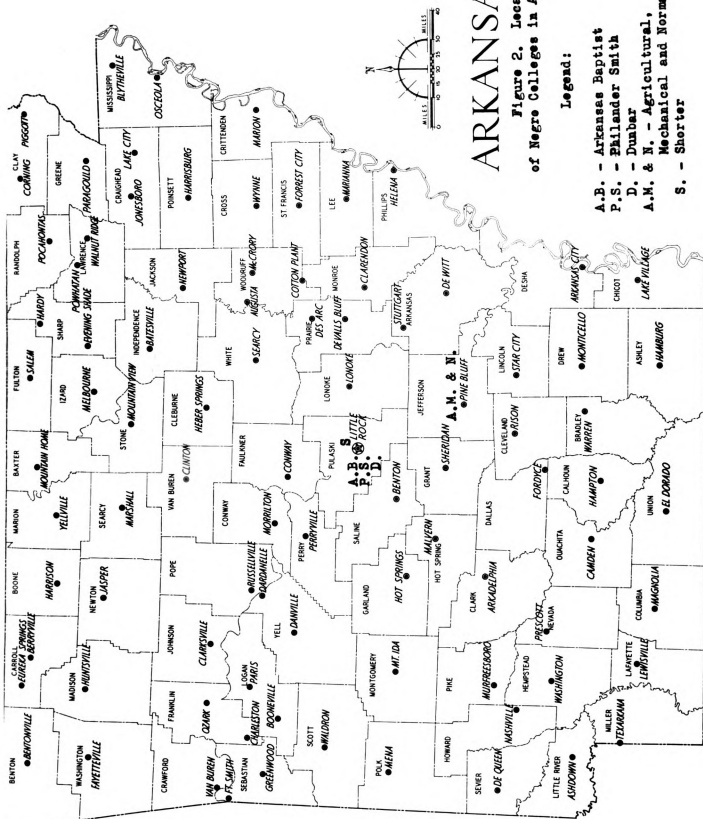 BENTON
BENTONVILLE
CARROLL
EUREKA SPRINGS
BERRYVILLE
BOONE
HARRISON
MARION
YELLVILLE
BAXTER
MOUNTAIN HOME
FULTON
SALEM
RANDOLPH
POCAHONTAS
CLAY
CORNING
PIGGOTT
WASHINGTON
FAYETTEVILLE
MADISON
HUNTSVILLE
NEWTON
JASPER
SEARCY
MARSHALL
STONE
MOUNTAIN VIEW
IZARD
MELBOURNE
SHARP
HARDY
EVENING SHADE
LAWRENCE
POWHATAN
WALNUT RIDGE
GREENE
PARAGOULD
CRAIGHEAD
LAKE CITY
JONESBORO
MISSISSIPPI
BLYTHEVILLE
OSCEOLA
CRAWFORD
VAN BUREN
FRANKLIN
OZARK
CHARLESTON
JOHNSON
CLARKSVILLE
POPE
RUSSELLVILLE
VAN BUREN
CLINTON
CLEBURNE
HEBER SPRINGS
INDEPENDENCE
BATESVILLE
JACKSON
NEWPORT
POINSETT
HARRISBURG
FT. SMITH
SEBASTIAN
GREENWOOD
LOGAN
PARIS
BOONEVILLE
YELL
DARDANELLE
DANVILLE
CONWAY
MORRILTON
FAULKNER
CONWAY
WHITE
SEARCY
WOODRUFF
AUGUSTA
McCRORY
COTTON PLANT
CROSS
WYNNE
CRITTENDEN
MARION
SCOTT
WALDRON
PERRY
PERRYVILLE
PULASKI
A.B.
S.
LITTLE
ROCK
P.S.
D.
LONOKE
LONOKE
PRAIRIE
DES ARC
DEVALLS BLUFF
MONROE
CLARENDON
ST FRANCIS
FORREST CITY
LEE
MARIANNA
PHILLIPS
HELENA
POLK
MENA
MONTGOMERY
MT. IDA
GARLAND
HOT SPRINGS
SALINE
BENTON
HOT SPRING
MALVERN
GRANT
SHERIDAN
JEFFERSON
A.M. & N.
PINE BLUFF
STUTTGART
ARKANSAS
DE WITT
HOWARD
NASHVILLE
PIKE
MURFREESBORO
CLARK
ARKADELPHIA
DALLAS
FORDYCE
CLEVELAND
RISON
LINCOLN
STAR CITY
DESHA
ARKANSAS CITY
SEVIER
DE QUEEN
LITTLE RIVER
ASHDOWN
HEMPSTEAD
WASHINGTON
PRESCOTT
NEVADA
OUACHITA
CAMDEN
CALHOUN
HAMPTON
BRADLEY
WARREN
DREW
MONTICELLO
CHICOT
LAKE VILLAGE
MILLER
TEXARKANA
LAFAYETTE
LEWISVILLE
COLUMBIA
MAGNOLIA
UNION
EL DORADO
ASHLEY
HAMBURG
N
MILES
MILES
ARKANSA
Figure 2. Loca
of Negro Colleges in A
Legend:
A.B. - Arkansas Baptist
P.S. - Philander Smith
D. - Dunbar
A.M. & N. - Agricultural,
Mechanical and Norma
S. - Shorter